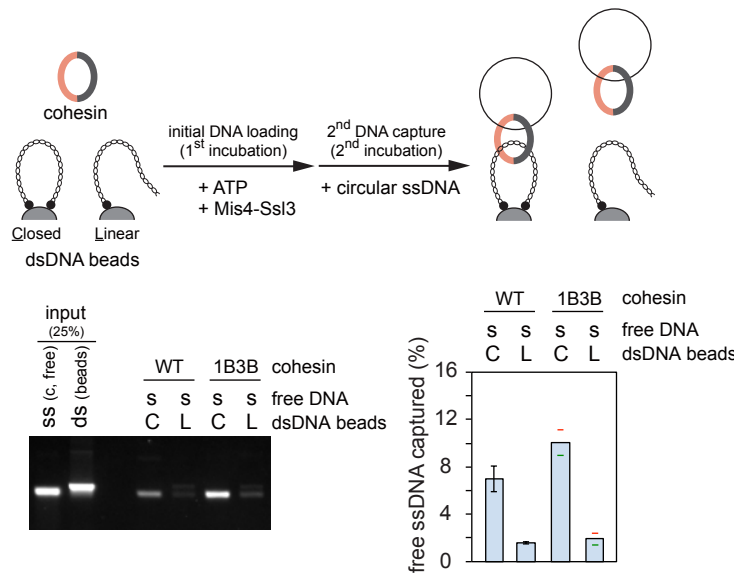 cohesin
initial DNA loading
(1st incubation)
+ ATP
+ Mis4-Ssl3
2nd DNA capture
(2nd incubation)
+ circular ssDNA
Closed
Linear
dsDNA beads
input
(25%)
ss (c, free)
ds (beads)
WT 1B3B cohesin
s s s s free DNA
C L C L dsDNA beads
WT 1B3B cohesin
s s s s free DNA
C L C L dsDNA beads
free ssDNA captured (%)
16
12
8
4
0